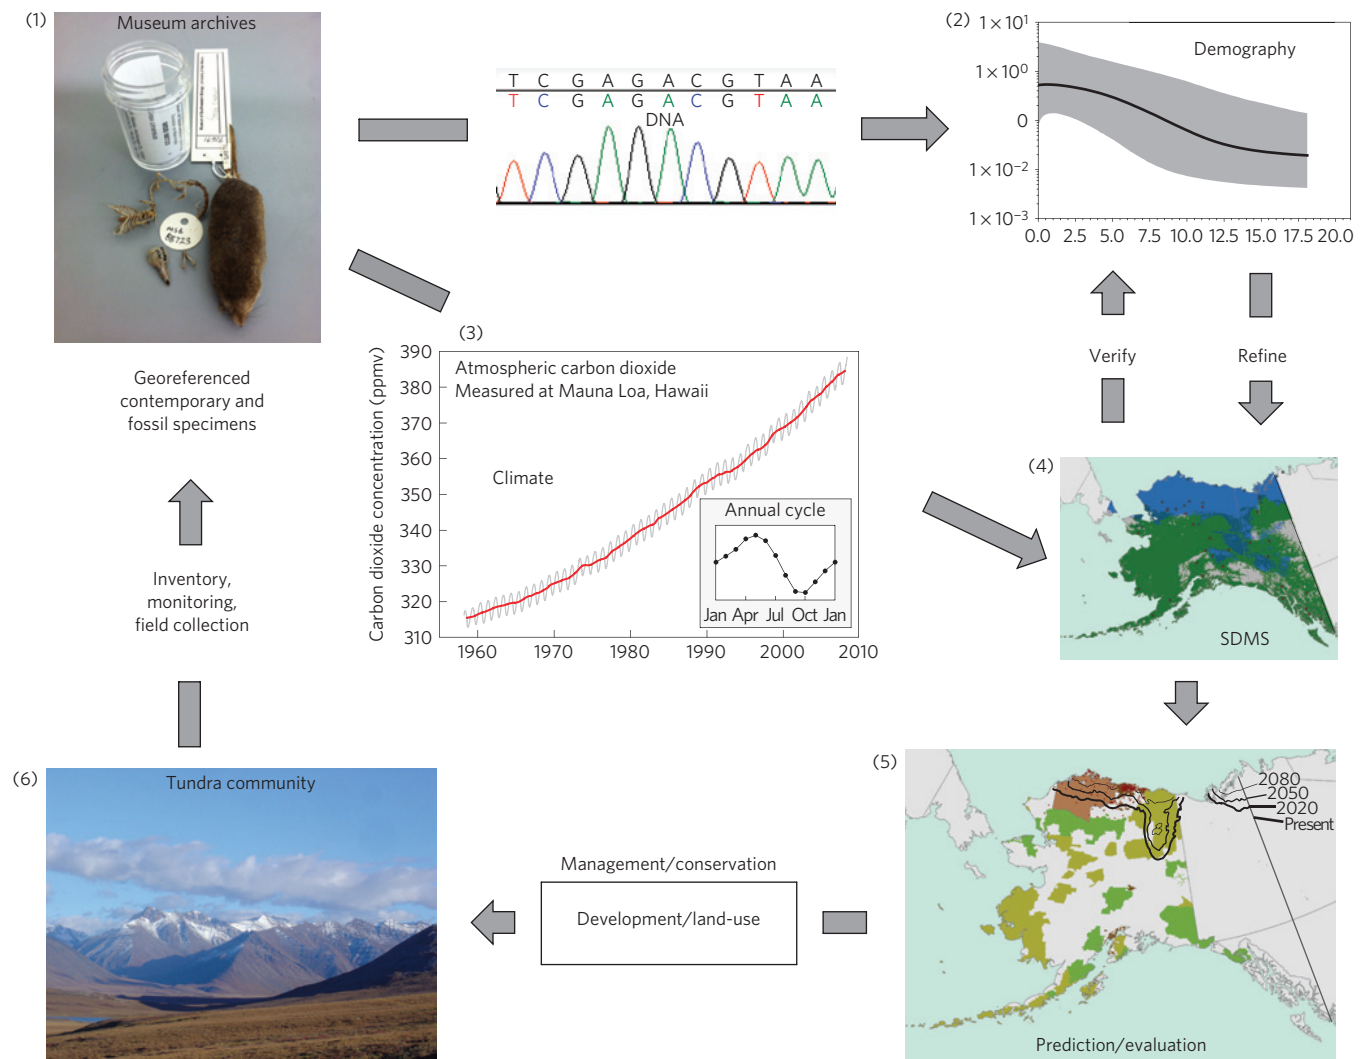 (1)
Museum archives
MSB
T C G A G A C G T A A
T C G A G A C G T A A
DNA
(2)
Demography
1 × 10¹
1 × 10⁰
0
1 × 10⁻²
1 × 10⁻³
0.0 2.5 5.0 7.5 10.0 12.5 15.0 17.5 20.0
Georeferenced
contemporary and
fossil specimens
Inventory,
monitoring,
field collection
(3)
Atmospheric carbon dioxide
Measured at Mauna Loa, Hawaii
Climate
Carbon dioxide concentration (ppmv)
390
380
370
360
350
340
330
320
310
1960 1970 1980 1990 2000 2010
Annual cycle
Jan Apr Jul Oct Jan
Verify
Refine
(4)
SDMS
(5)
2080
2050
2020
Present
Prediction/evaluation
Management/conservation
Development/land-use
(6)
Tundra community